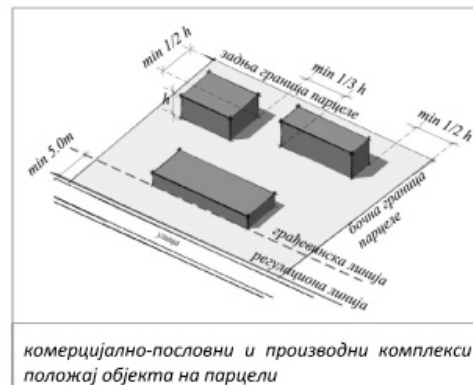 min 1/2 h
задња граница парцеле
min 1/3 h
min 1/2 h
h
min 5.0m
бочна граница
парцеле
грађевинска линија
регулациона линија
улица
комерцијално-пословни и производни комплекси
положај објекта на парцели